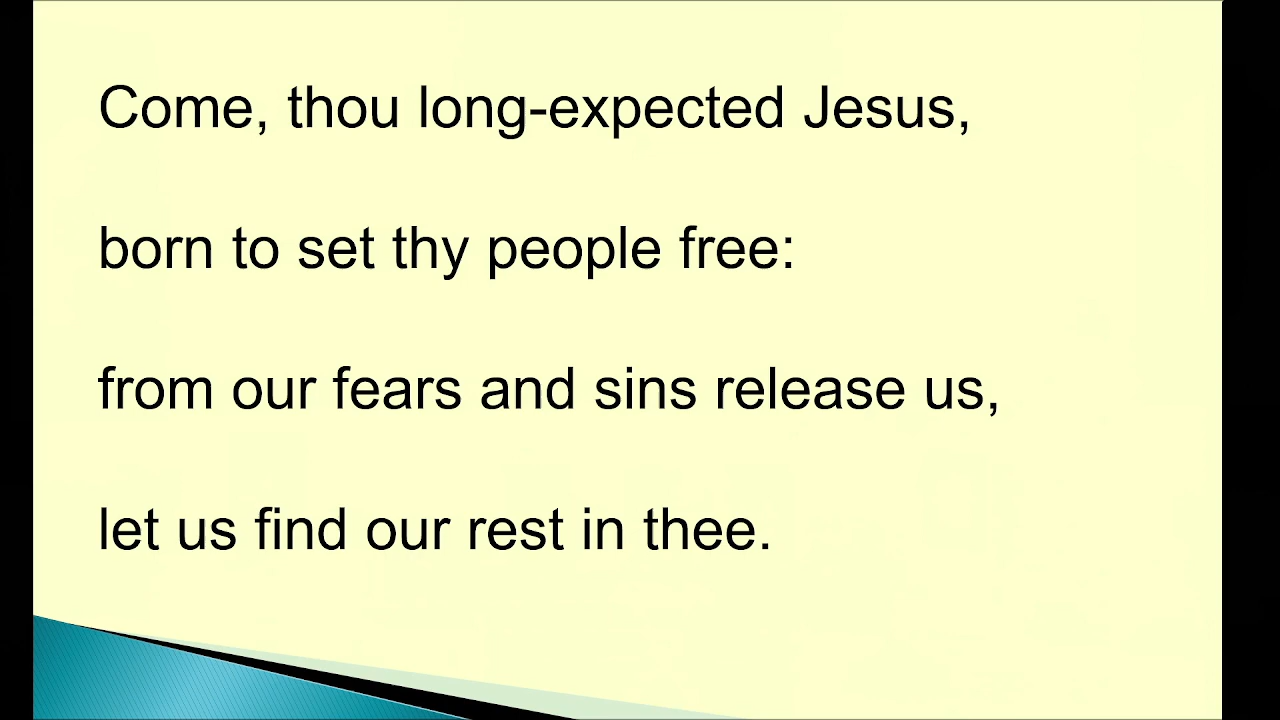 Come, thou long-expected Jesus,
born to set thy people free:
from our fears and sins release us,
let us find our rest in thee.